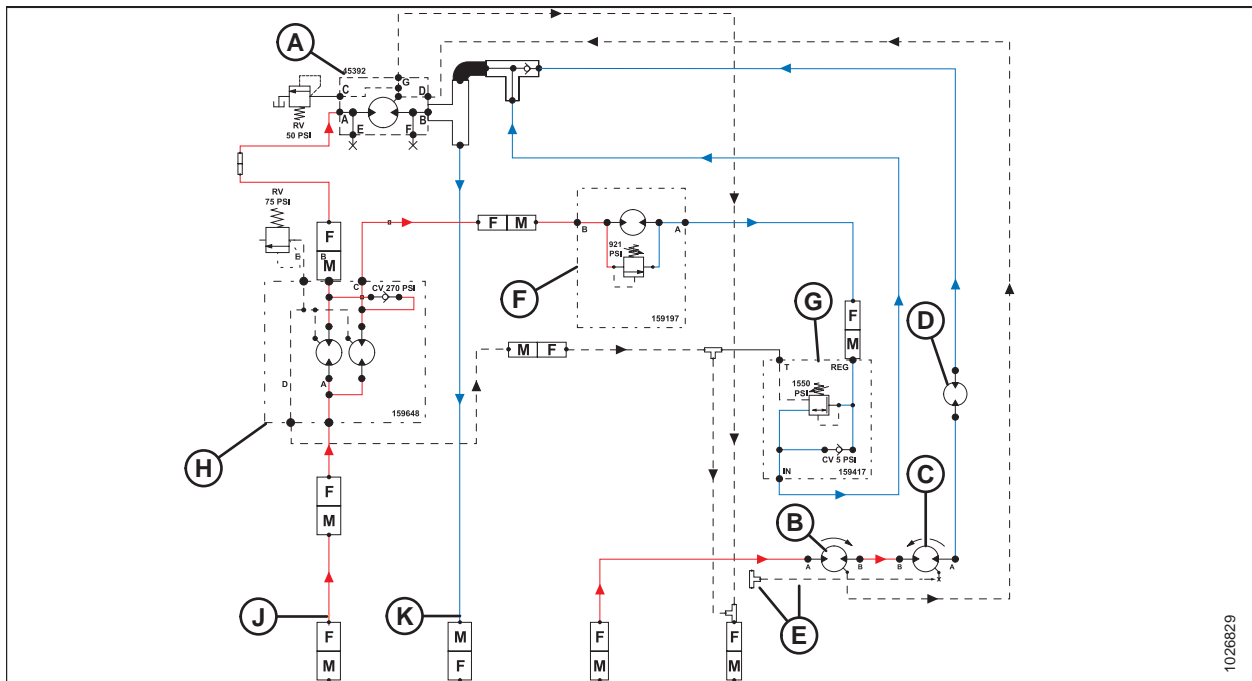 A
45392
G
C
D
A
B
E
F
RV
50 PSI
RV
75 PSI
F
M
E
B
C
CV 270 PSI
D
A
159648
H
F
M
F
M
B
A
921
PSI
F
159197
G
F
M
D
M
F
T
REG
1550
PSI
CV 5 PSI
IN
159417
C
B
A
B
B
A
E
J
K
F
M
M
F
F
M
F
M
1026829